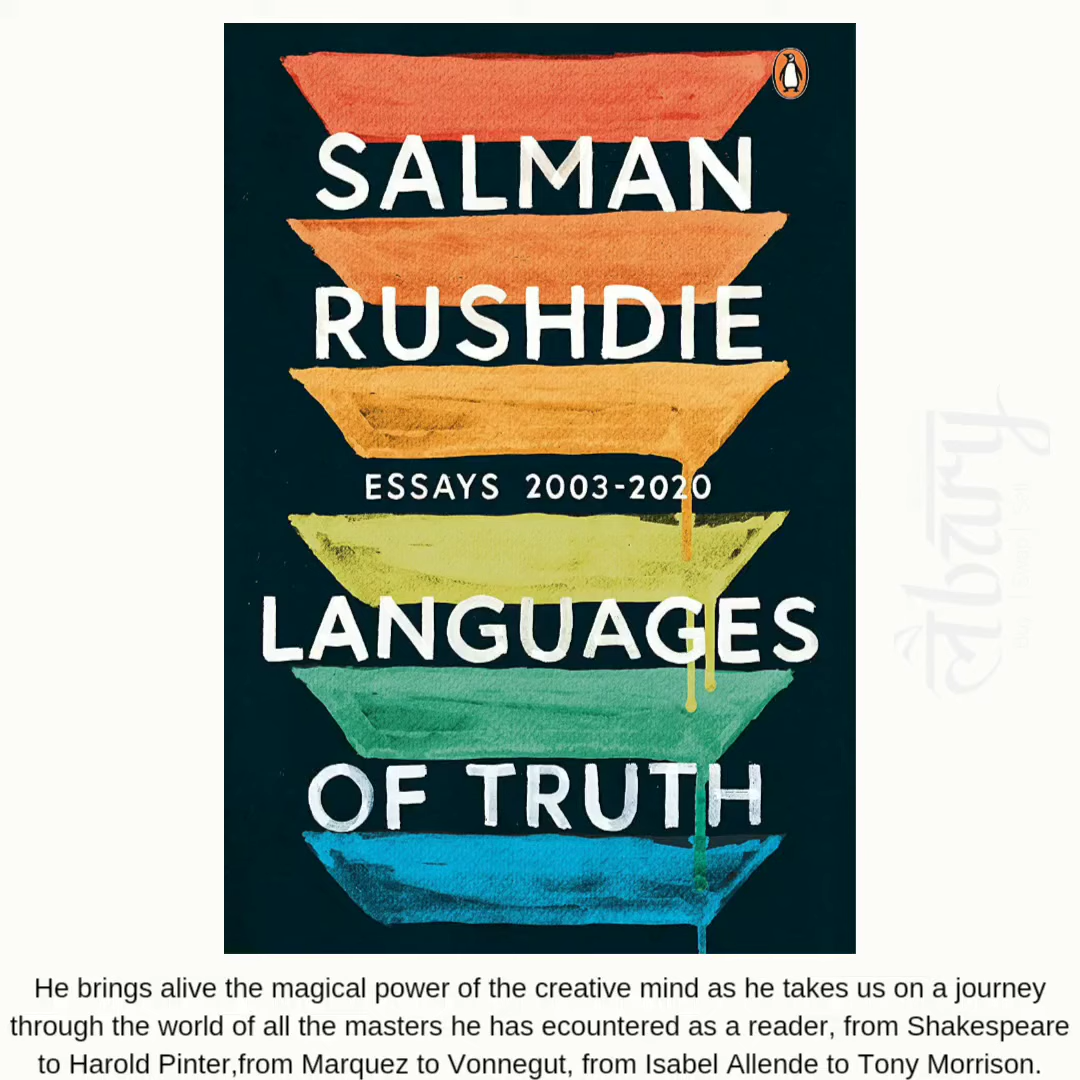 SALMAN
RUSHDIE
ESSAYS 2003-2020
LANGUAGES
OF TRUTH
He brings alive the magical power of the creative mind as he takes us on a journey
through the world of all the masters he has ecountered as a reader, from Shakespeare
to Harold Pinter,from Marquez to Vonnegut, from Isabel Allende to Tony Morrison.